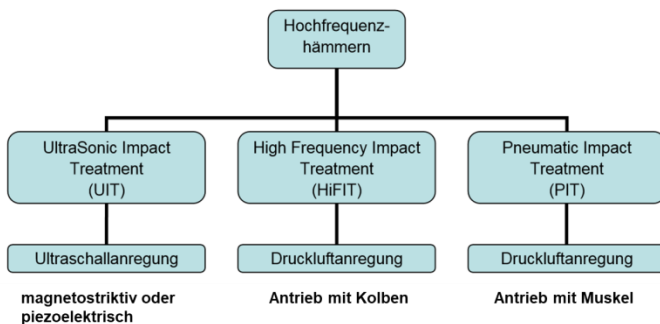 Hochfrequenz-
hämmern
UltraSonic Impact
Treatment
(UIT)
High Frequency Impact
Treatment
(HiFIT)
Pneumatic Impact
Treatment
(PIT)
Ultraschallanregung
Druckluftanregung
Druckluftanregung
magnetostriktiv oder
piezoelektrisch
Antrieb mit Kolben
Antrieb mit Muskel